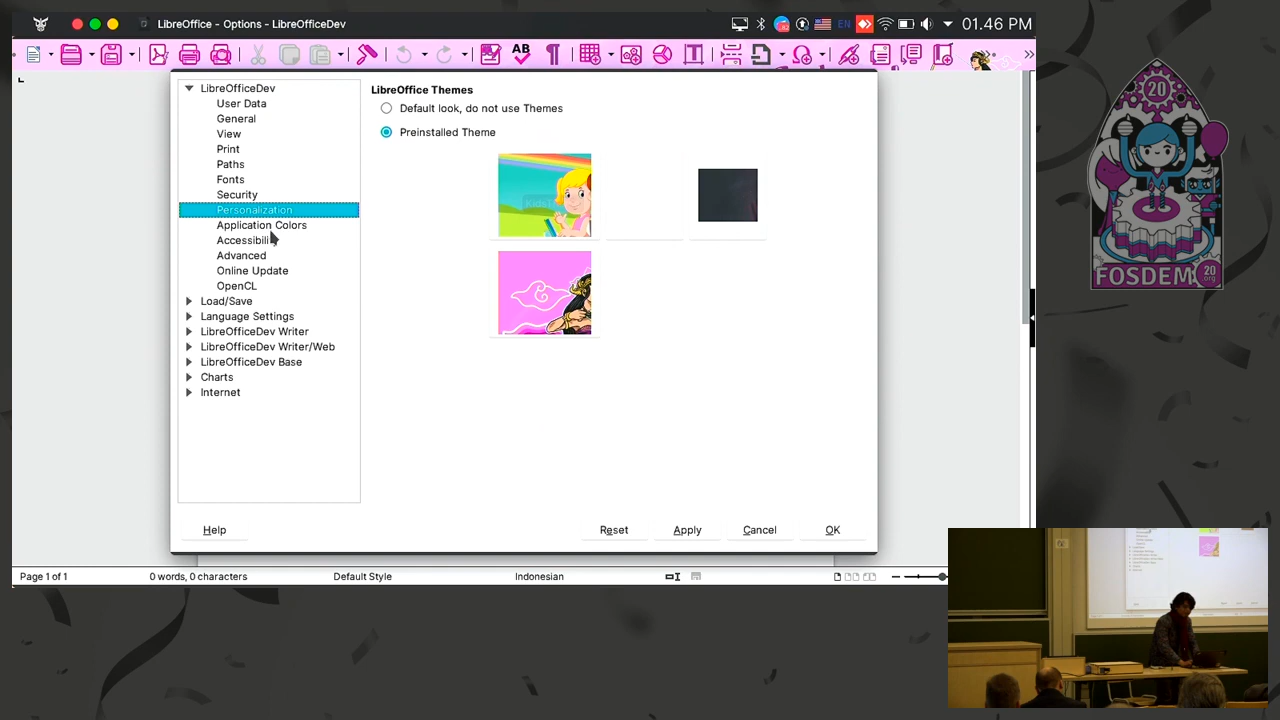 LibreOffice - Options - LibreOfficeDev
EN
01.46 PM
AB
LibreOfficeDev
User Data
General
View
Print
Paths
Fonts
Security
Personalization
Application Colors
Accessibili
Advanced
Online Update
OpenCL
Load/Save
Language Settings
LibreOfficeDev Writer
LibreOfficeDev Writer/Web
LibreOfficeDev Base
Charts
Internet
LibreOffice Themes
Default look, do not use Themes
Preinstalled Theme
Kids
Help
Reset
Apply
Cancel
OK
Page 1 of 1
0 words, 0 characters
Default Style
Indonesian
20
FOSDEM
20
.org